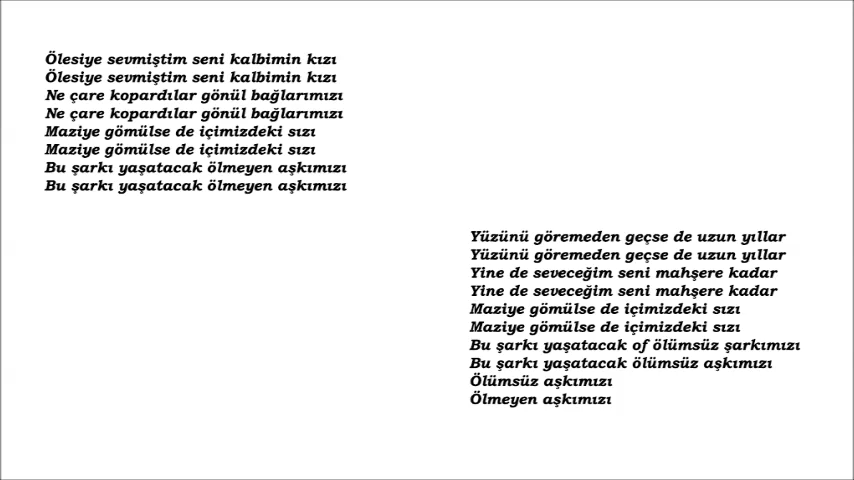 Ölesiye sevmiştim seni kalbimin kızı
Ölesiye sevmiştim seni kalbimin kızı
Ne çare kopardılar gönül bağlarımızı
Ne çare kopardılar gönül bağlarımızı
Maziye gömülse de içimizdeki sızı
Maziye gömülse de içimizdeki sızı
Bu şarkı yaşatacak ölmeyen aşkımızı
Bu şarkı yaşatacak ölmeyen aşkımızı
Yüzünü göremeden geçse de uzun yıllar
Yüzünü göremeden geçse de uzun yıllar
Yine de seveceğim seni mahşere kadar
Yine de seveceğim seni mahşere kadar
Maziye gömülse de içimizdeki sızı
Maziye gömülse de içimizdeki sızı
Bu şarkı yaşatacak of ölümsüz şarkımızı
Bu şarkı yaşatacak ölümsüz aşkımızı
Ölümsüz aşkımızı
Ölmeyen aşkımızı